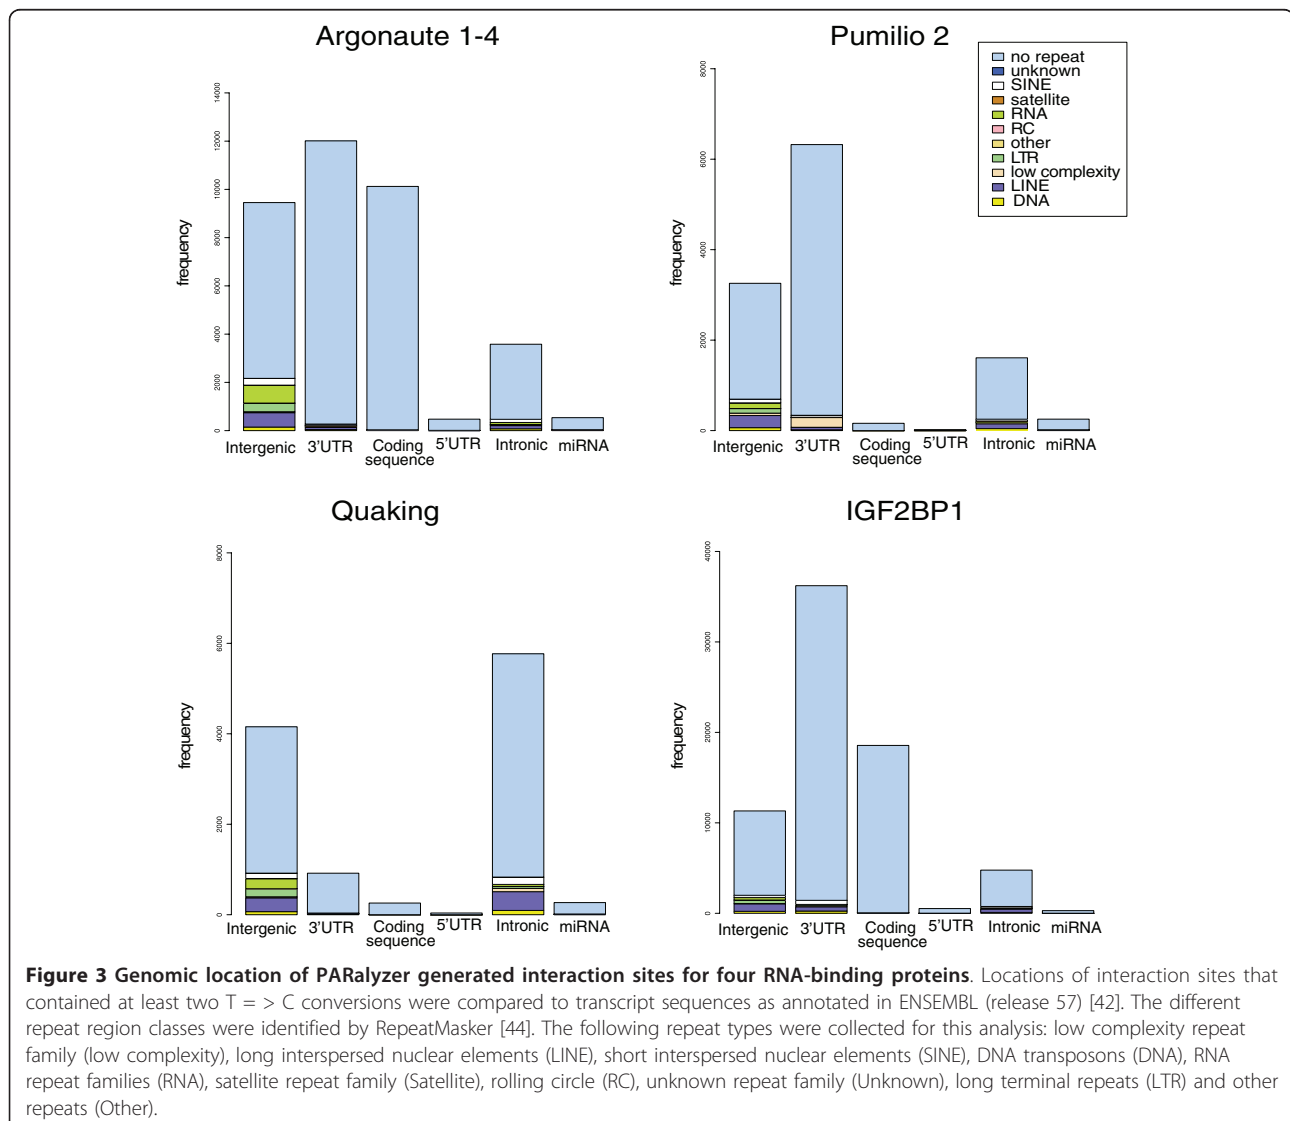 Argonaute 1-4
frequency
0
2000
4000
6000
8000
10000
12000
14000
Intergenic
3'UTR
Coding
sequence
5'UTR
Intronic
miRNA
Pumilio 2
frequency
0
2000
4000
6000
8000
Intergenic
3'UTR
Coding
sequence
5'UTR
Intronic
miRNA
no repeat
unknown
SINE
satellite
RNA
RC
other
LTR
low complexity
LINE
DNA
Quaking
frequency
0
2000
4000
6000
8000
Intergenic
3'UTR
Coding
sequence
5'UTR
Intronic
miRNA
IGF2BP1
frequency
0
10000
20000
30000
40000
Intergenic
3'UTR
Coding
sequence
5'UTR
Intronic
miRNA
Figure 3 Genomic location of PARalyzer generated interaction sites for four RNA-binding proteins. Locations of interaction sites that
contained at least two T = > C conversions were compared to transcript sequences as annotated in ENSEMBL (release 57) [42]. The different
repeat region classes were identified by RepeatMasker [44]. The following repeat types were collected for this analysis: low complexity repeat
family (low complexity), long interspersed nuclear elements (LINE), short interspersed nuclear elements (SINE), DNA transposons (DNA), RNA
repeat families (RNA), satellite repeat family (Satellite), rolling circle (RC), unknown repeat family (Unknown), long terminal repeats (LTR) and other
repeats (Other).